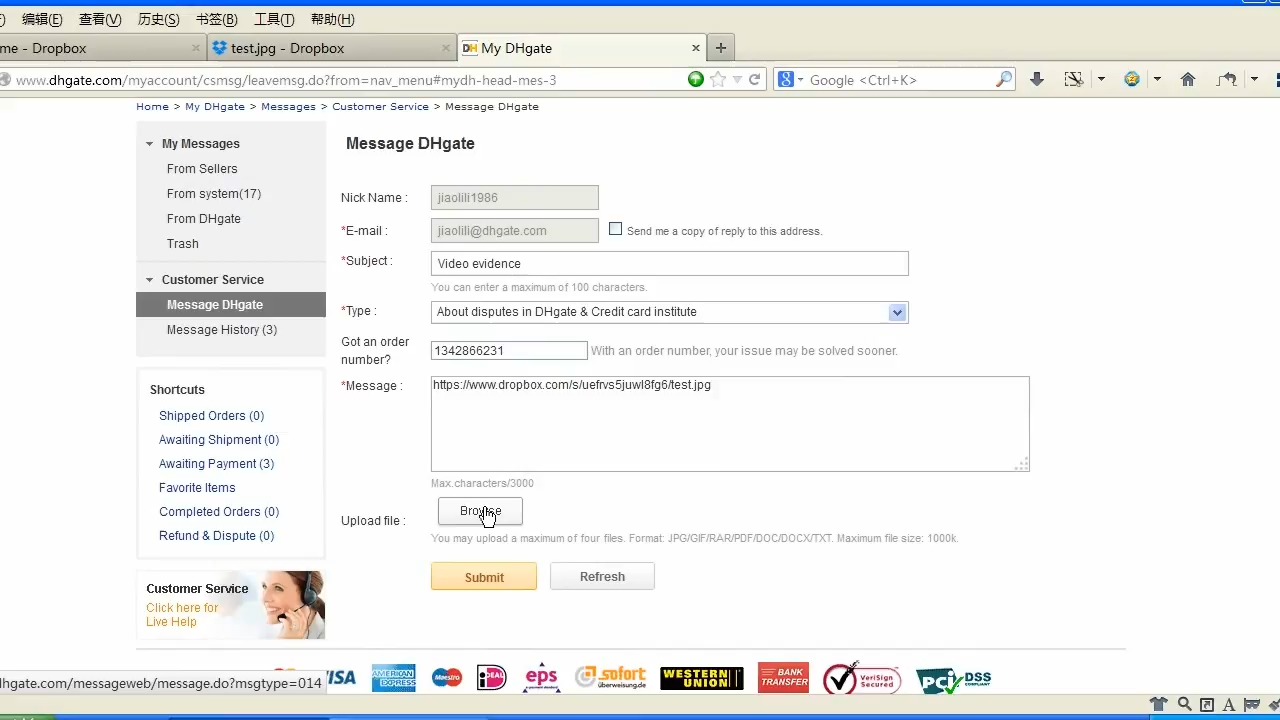 编辑(E) 查看(V) 历史(S) 书签(B) 工具(T) 帮助(H)
me - Dropbox × test.jpg - Dropbox × My DHgate × +
www.dhgate.com/myaccount/csmsg/leavemsg.do?from=nav_menu#mydh-head-mes-3 Google <Ctrl+K>
Home > My DHgate > Messages > Customer Service > Message DHgate
My Messages
From Sellers
From system(17)
From DHgate
Trash
Customer Service
Message DHgate
Message History (3)
Shortcuts
Shipped Orders (0)
Awaiting Shipment (0)
Awaiting Payment (3)
Favorite Items
Completed Orders (0)
Refund & Dispute (0)
Customer Service
Click here for
Live Help
Message DHgate
Nick Name : jiaolili1986
*E-mail : jiaolili@dhgate.com Send me a copy of reply to this address.
*Subject : Video evidence
You can enter a maximum of 100 characters.
*Type : About disputes in DHgate & Credit card institute
Got an order
number? 1342866231 With an order number, your issue may be solved sooner.
*Message : https://www.dropbox.com/s/uefrvs5juwl8fg6/test.jpg
Max.characters/3000
Upload file : Browse
You may upload a maximum of four files. Format: JPG/GIF/RAR/PDF/DOC/DOCX/TXT. Maximum file size: 1000k.
Submit Refresh
VISA AMERICAN EXPRESS Maestro iDEAL eps sofort überweisung.de WESTERN UNION BANK TRANSFER VeriSign Secured PCI DSS COMPLIANT